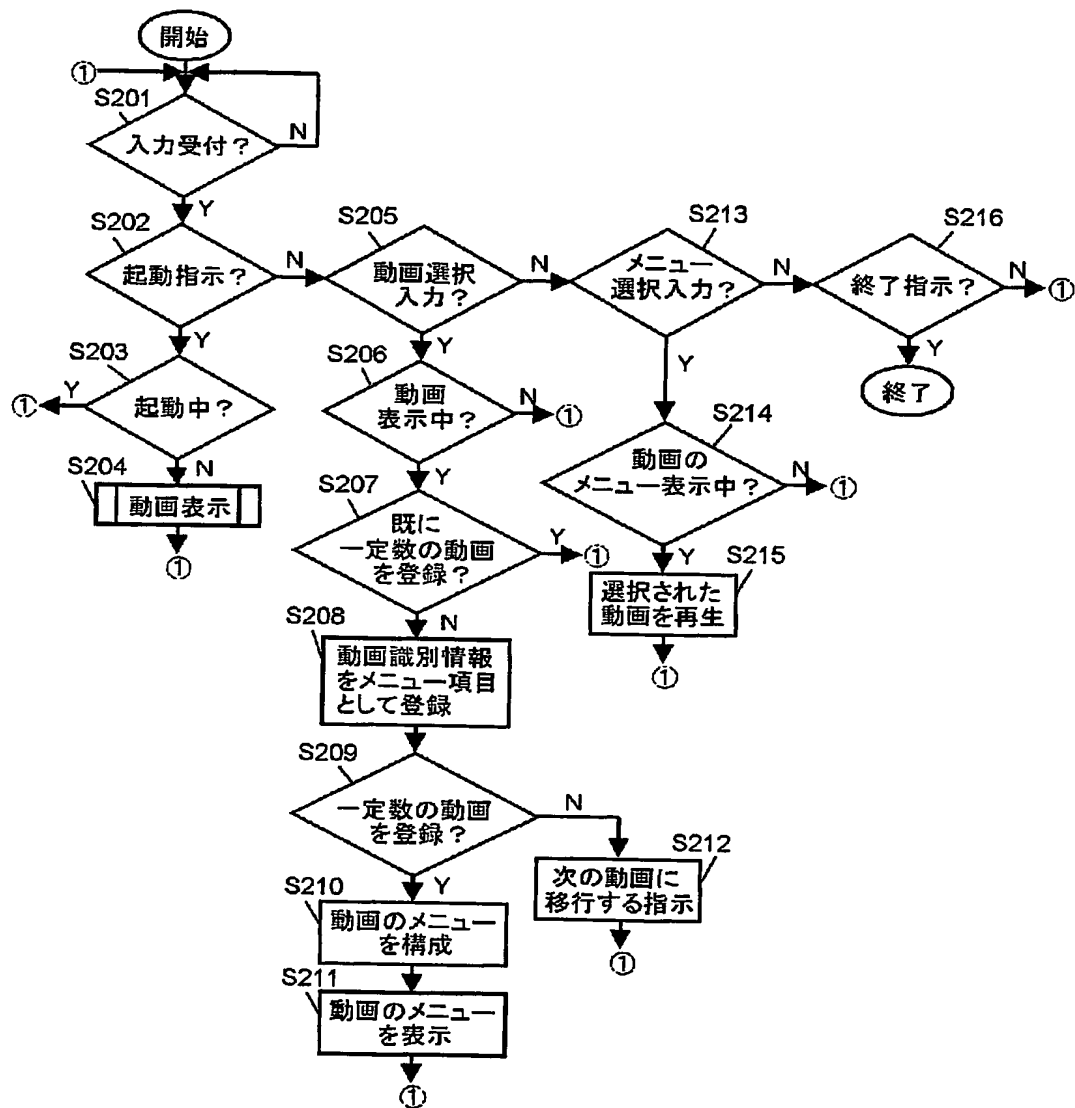 開始
①
S201
入力受付？
N
Y
S202
起動指示？
N
Y
S203
Y
①
起動中？
N
S204
動画表示
①
S205
動画選択
入力？
N
Y
S206
動画
表示中？
N
①
Y
S207
既に
一定数の動画
を登録？
Y
①
N
S208
動画識別情報
をメニュー項目
として登録
S209
一定数の動画
を登録？
N
Y
S210
動画のメニュー
を構成
S211
動画のメニュー
を表示
①
S212
次の動画に
移行する指示
①
S213
メニュー
選択入力？
N
Y
S214
動画の
メニュー表示中？
N
①
Y
S215
選択された
動画を再生
①
S216
終了指示？
N
①
Y
終了